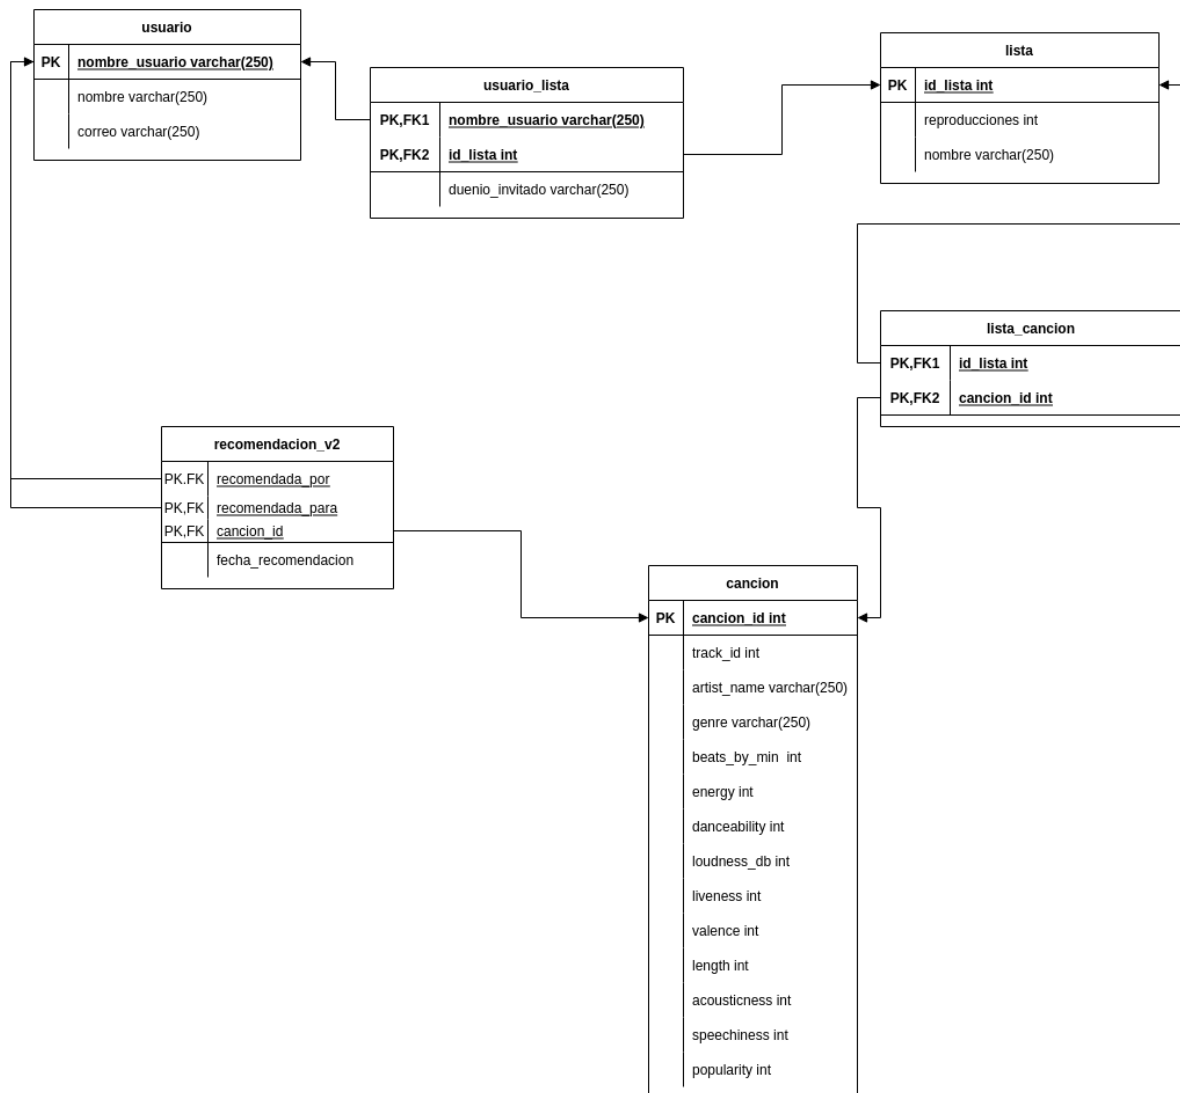 usuario
PK nombre_usuario varchar(250)
nombre varchar(250)
correo varchar(250)
usuario_lista
PK,FK1 nombre_usuario varchar(250)
PK,FK2 id_lista int
duenio_invitado varchar(250)
lista
PK id_lista int
reproducciones int
nombre varchar(250)
lista_cancion
PK,FK1 id_lista int
PK,FK2 cancion_id int
recomendacion_v2
PK.FK recomendada_por
PK,FK recomendada_para
PK,FK cancion_id
fecha_recomendacion
cancion
PK cancion_id int
track_id int
artist_name varchar(250)
genre varchar(250)
beats_by_min int
energy int
danceability int
loudness_db int
liveness int
valence int
length int
acousticness int
speechiness int
popularity int